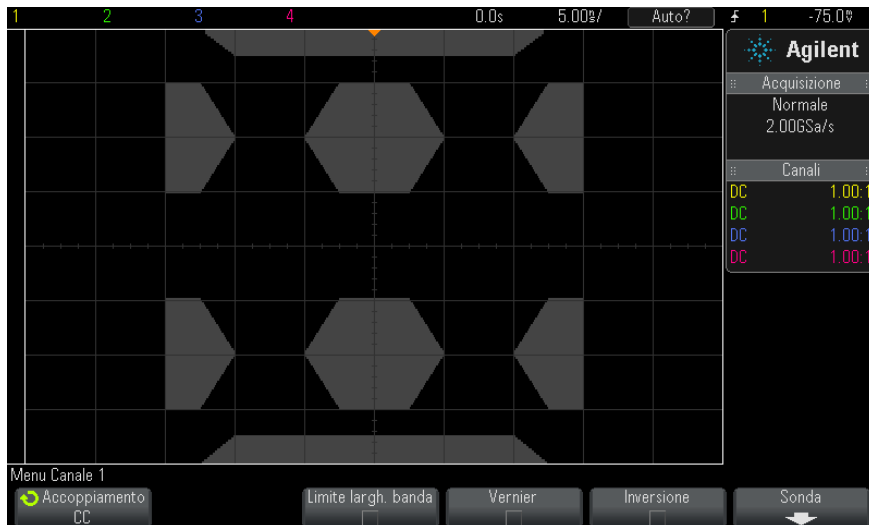 1 2 3 4 0.0s 5.00ns/ Auto? 1 -75.0V
Agilent
Acquisizione
Normale
2.00GSa/s
Canali
DC 1.00:1
DC 1.00:1
DC 1.00:1
DC 1.00:1
Menu Canale 1
Accoppiamento
CC
Limite largh. banda
Vernier
Inversione
Sonda